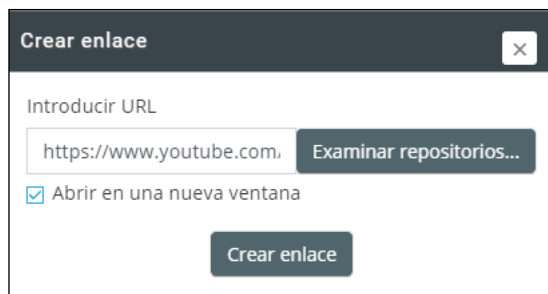 Crear enlace
×
Introducir URL
https://www.youtube.com/ Examinar repositorios...
Abrir en una nueva ventana
Crear enlace